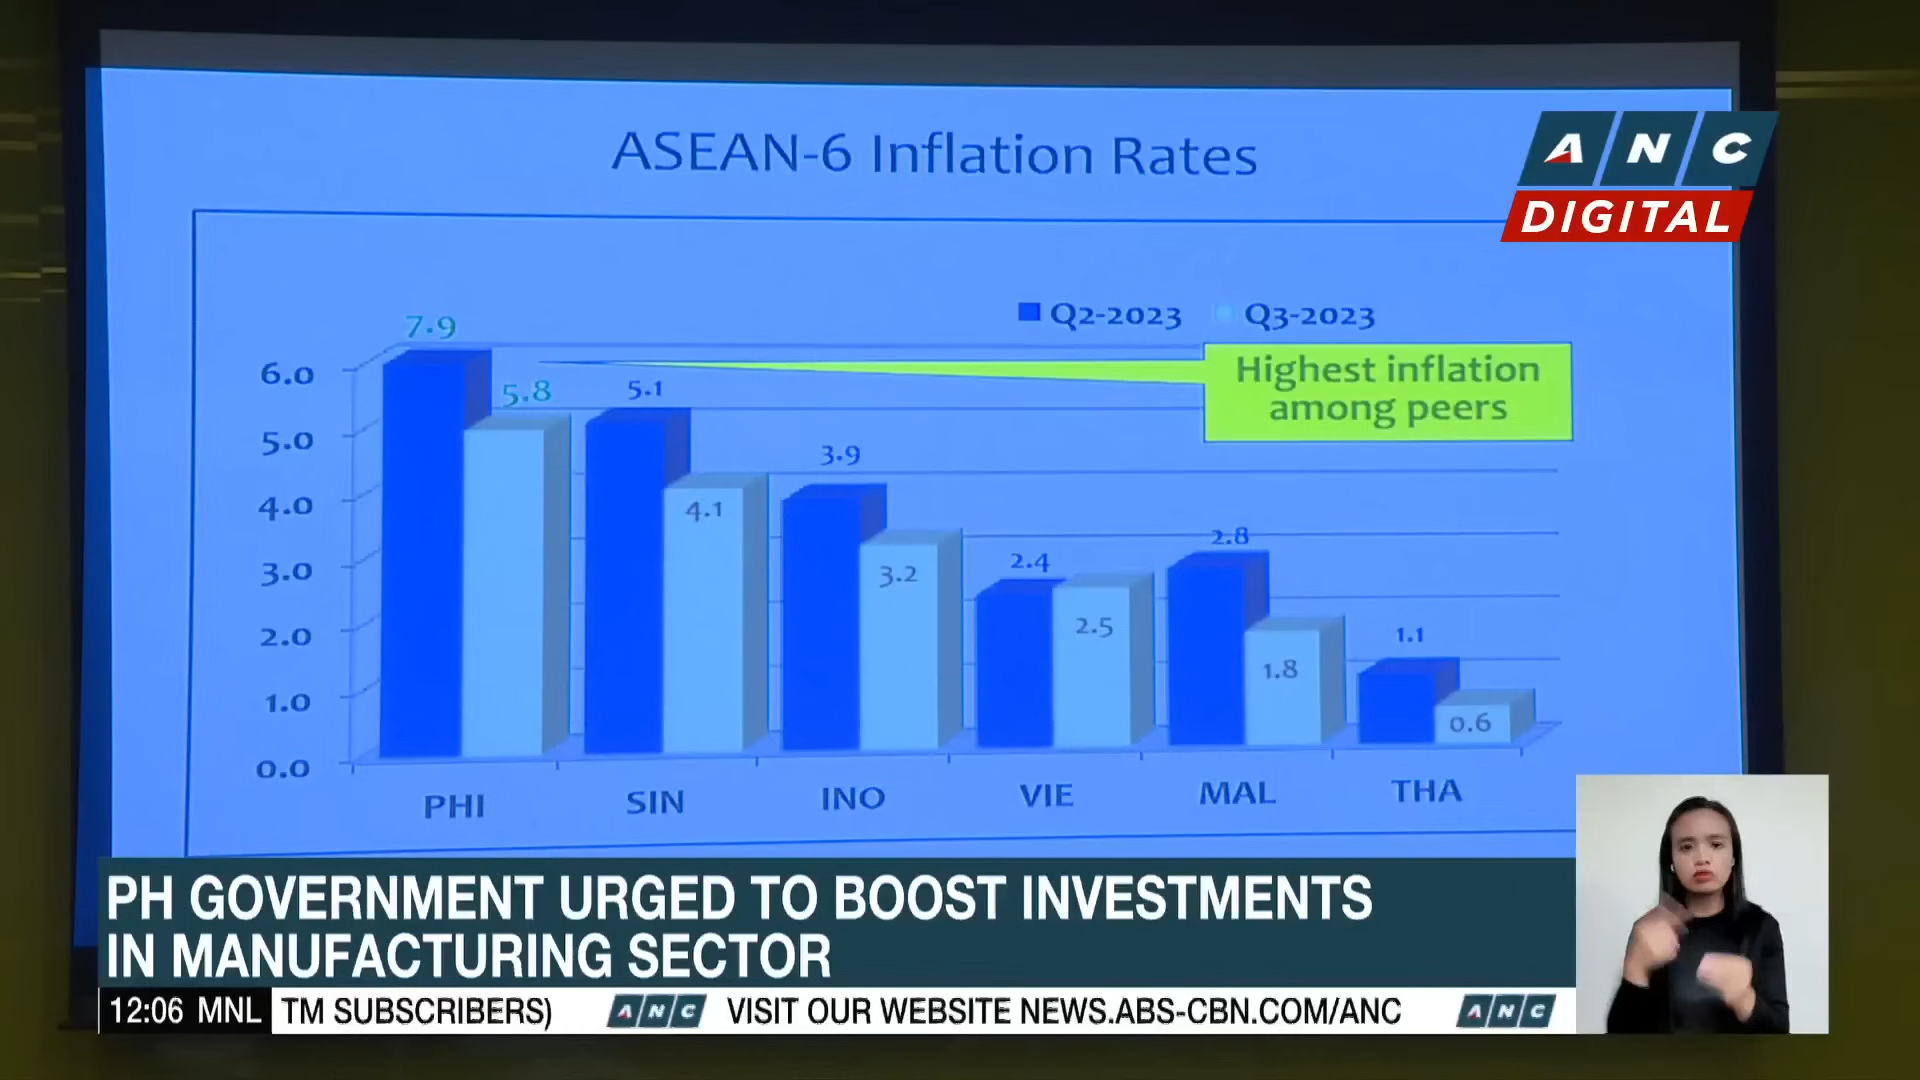 ASEAN-6 Inflation Rates
ANC
DIGITAL
Q2-2023 Q3-2023
Highest inflation
among peers
6.0
5.0
4.0
3.0
2.0
1.0
0.0
7.9
5.8
5.1
4.1
3.9
3.2
2.4
2.5
2.8
1.8
1.1
0.6
PHI SIN INO VIE MAL THA
PH GOVERNMENT URGED TO BOOST INVESTMENTS
IN MANUFACTURING SECTOR
12:06 MNL TM SUBSCRIBERS) ANC VISIT OUR WEBSITE NEWS.ABS-CBN.COM/ANC ANC